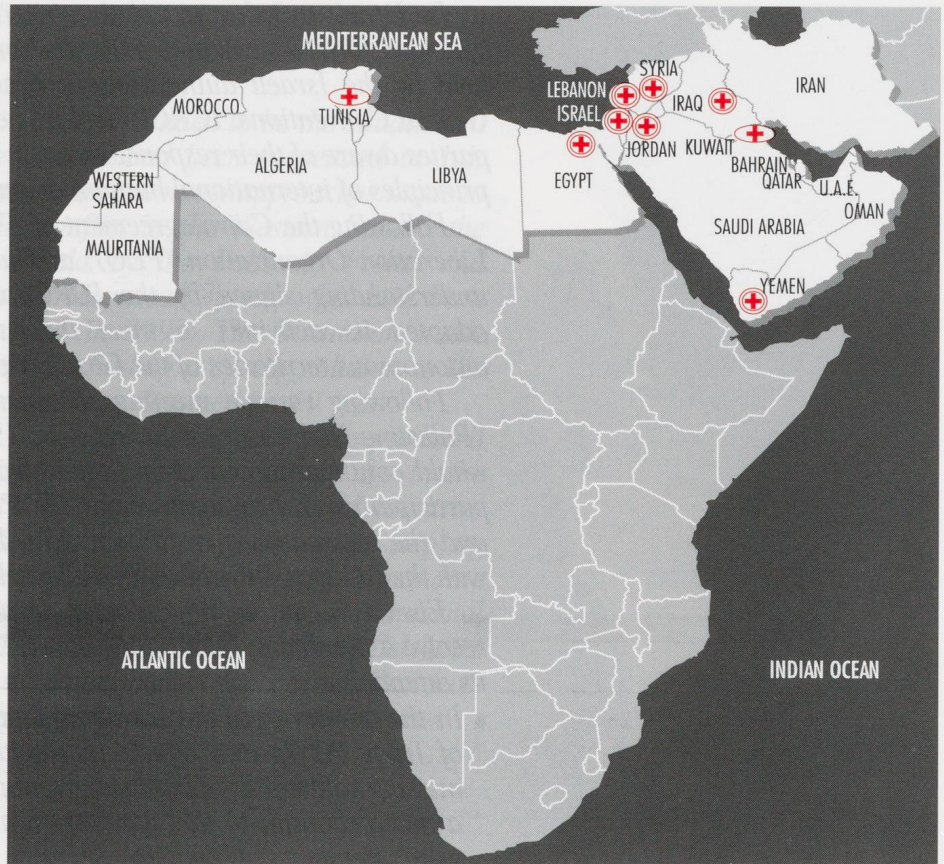 MEDITERRANEAN SEA
SYRIA
LEBANON
IRAN
ISRAEL
IRAQ
MOROCCO
TUNISIA
JORDAN
KUWAIT
ALGERIA
LIBYA
EGYPT
BAHRAIN
QATAR
U.A.E.
WESTERN
SAHARA
OMAN
SAUDI ARABIA
MAURITANIA
YEMEN
ATLANTIC OCEAN
INDIAN OCEAN